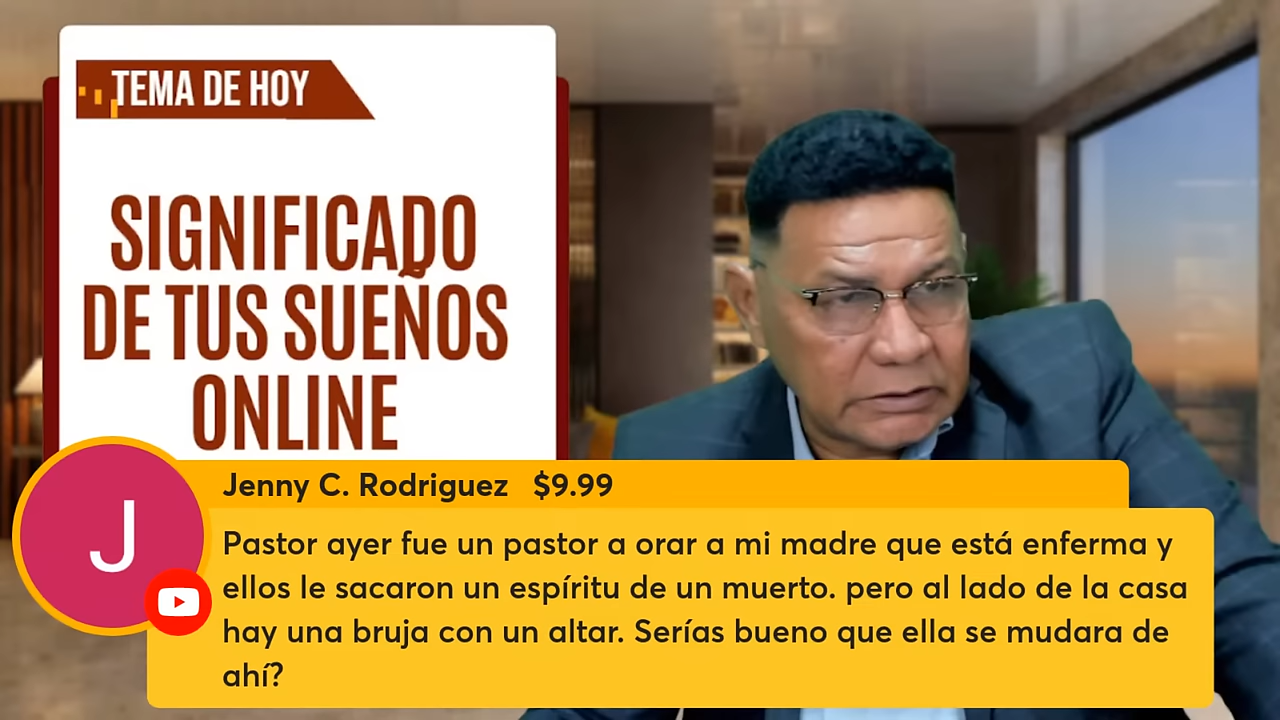 TEMA DE HOY
SIGNIFICADO
DE TUS SUEÑOS
ONLINE
J
Jenny C. Rodriguez $9.99
Pastor ayer fue un pastor a orar a mi madre que está enferma y
ellos le sacaron un espíritu de un muerto. pero al lado de la casa
hay una bruja con un altar. Serías bueno que ella se mudara de
ahí?